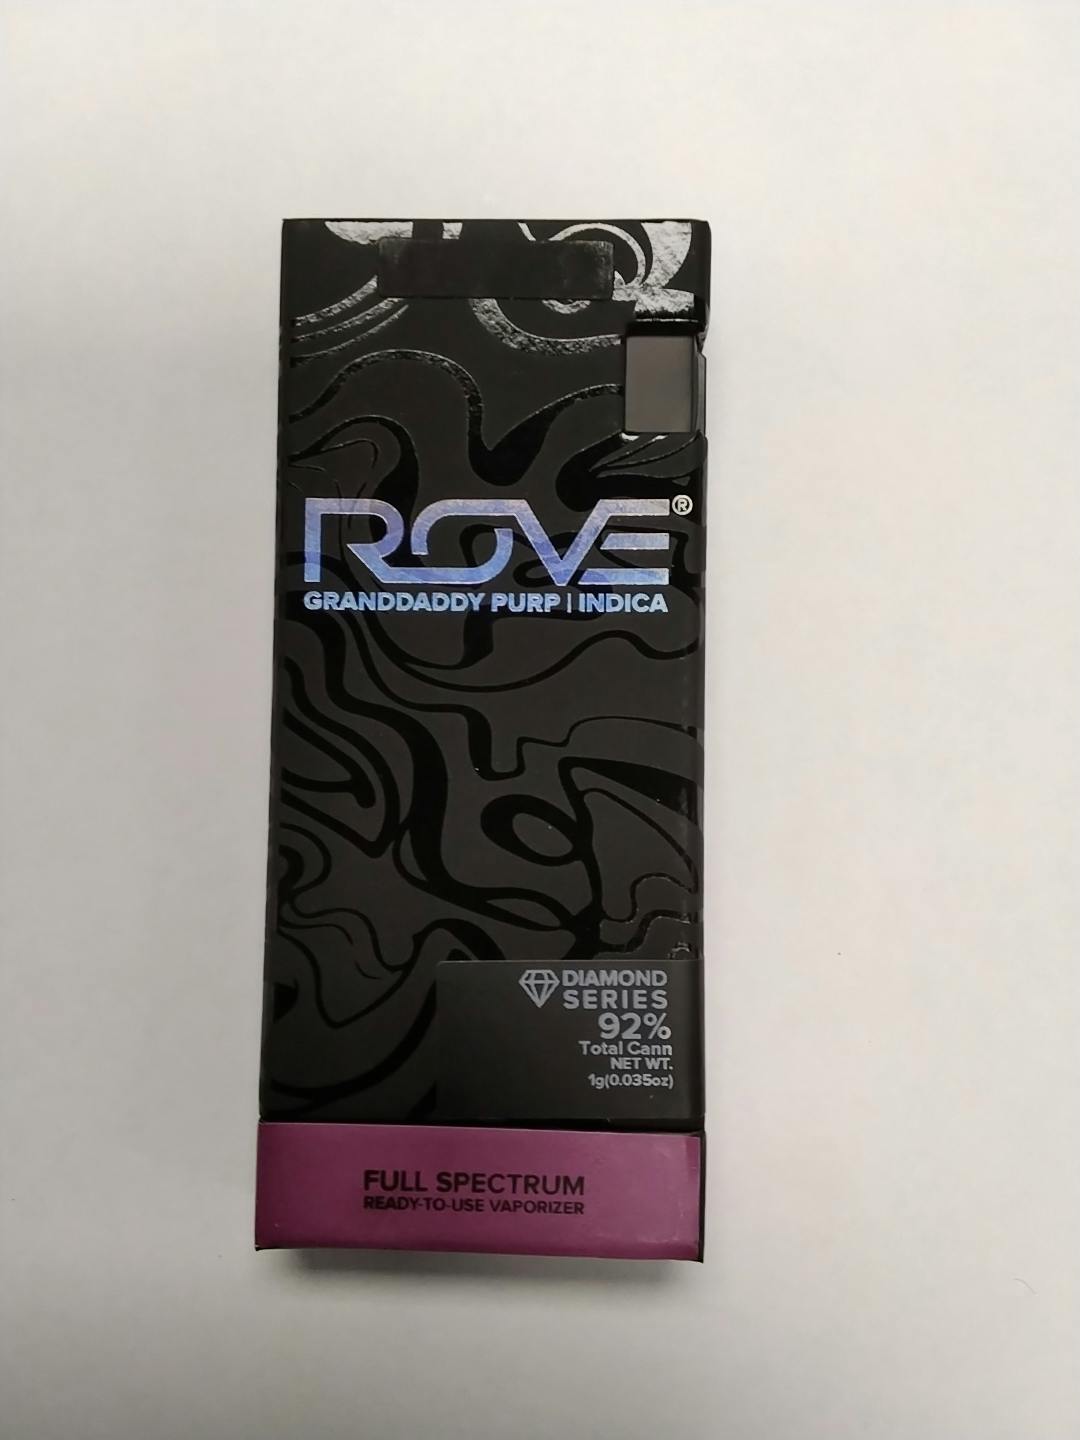 ROVE®
GRANDDADDY PURP | INDICA
DIAMOND
SERIES
92%
Total Cann
NET WT.
1g(0.035oz)
FULL SPECTRUM
READY-TO-USE VAPORIZER